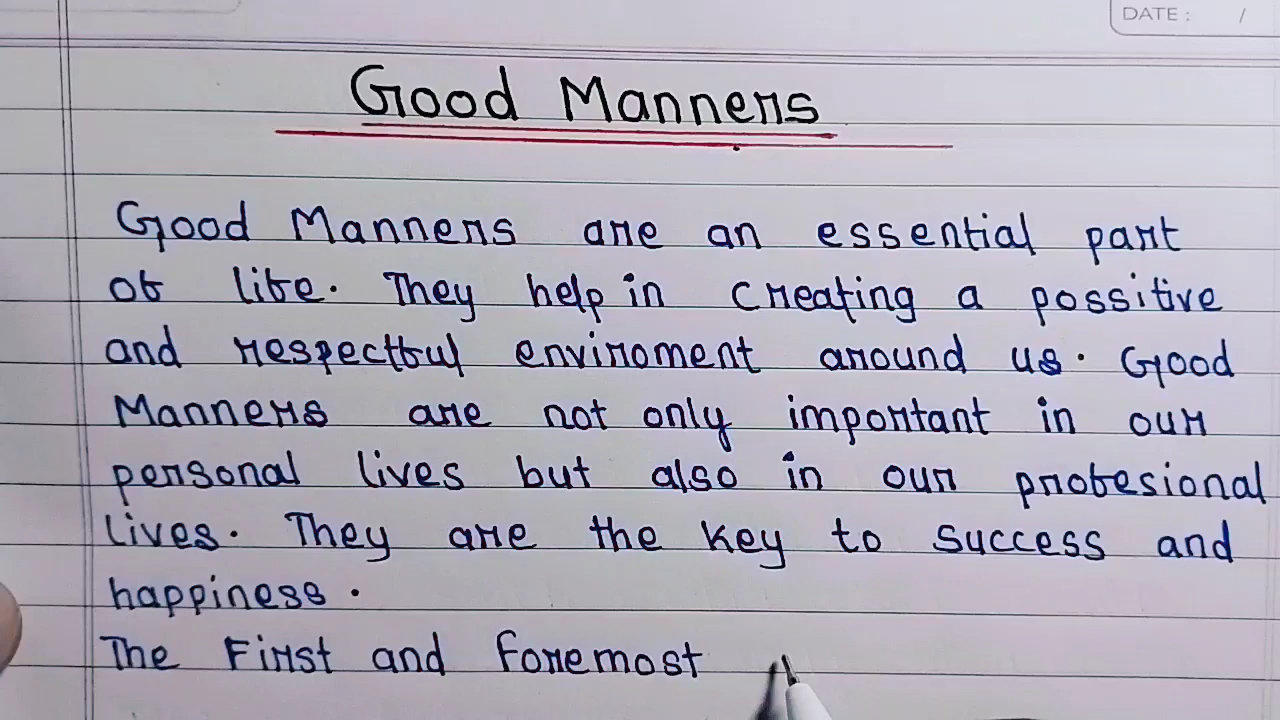 DATE : /
Good Manners
Good Manners are an essential part
of life. They help in creating a possitive
and respectful enviroment around us. Good
Manners are not only important in our
personal lives but also in our profesional
lives. They are the key to success and
happiness.
The First and foremost